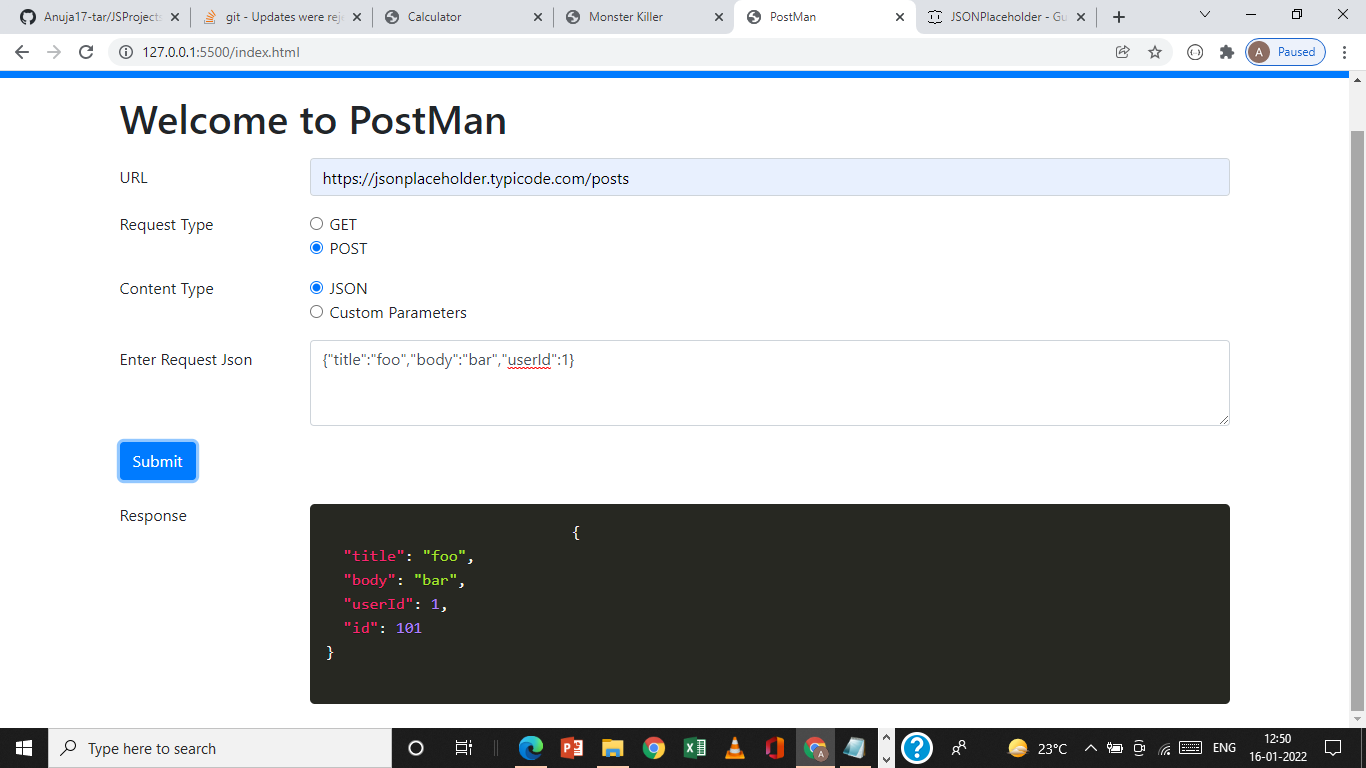 Anuja17-tar/JSProjects
git - Updates were reje
Calculator
Monster Killer
PostMan
JSONPlaceholder - Gu
127.0.0.1:5500/index.html
A
Paused
Welcome to PostMan
URL
https://jsonplaceholder.typicode.com/posts
Request Type
GET
POST
Content Type
JSON
Custom Parameters
Enter Request Json
{"title":"foo","body":"bar","userId":1}
Submit
Response
{
"title": "foo",
"body": "bar",
"userId": 1,
"id": 101
}
Type here to search
23°C
ENG
12:50
16-01-2022